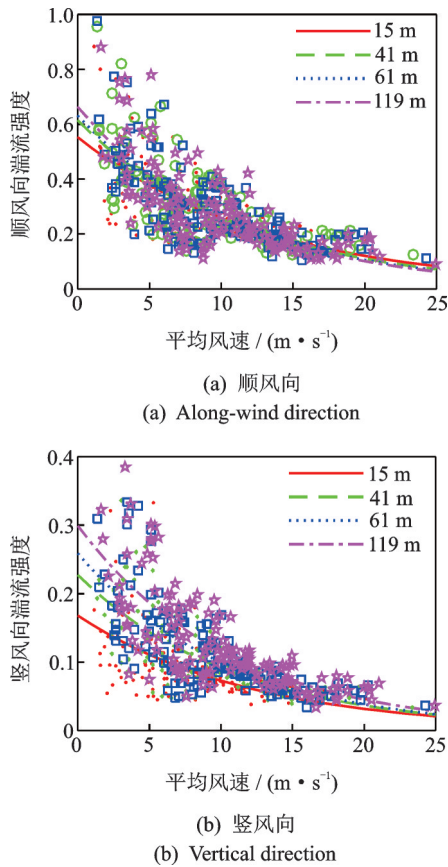 1.0
0.8
0.6
0.4
0.2
0
顺风向湍流强度
15 m
41 m
61 m
119 m
0 5 10 15 20 25
平均风速 / (m·s⁻¹)
(a) 顺风向
(a) Along-wind direction
0.4
0.3
0.2
0.1
0
竖风向湍流强度
15 m
41 m
61 m
119 m
0 5 10 15 20 25
平均风速 / (m·s⁻¹)
(b) 竖风向
(b) Vertical direction